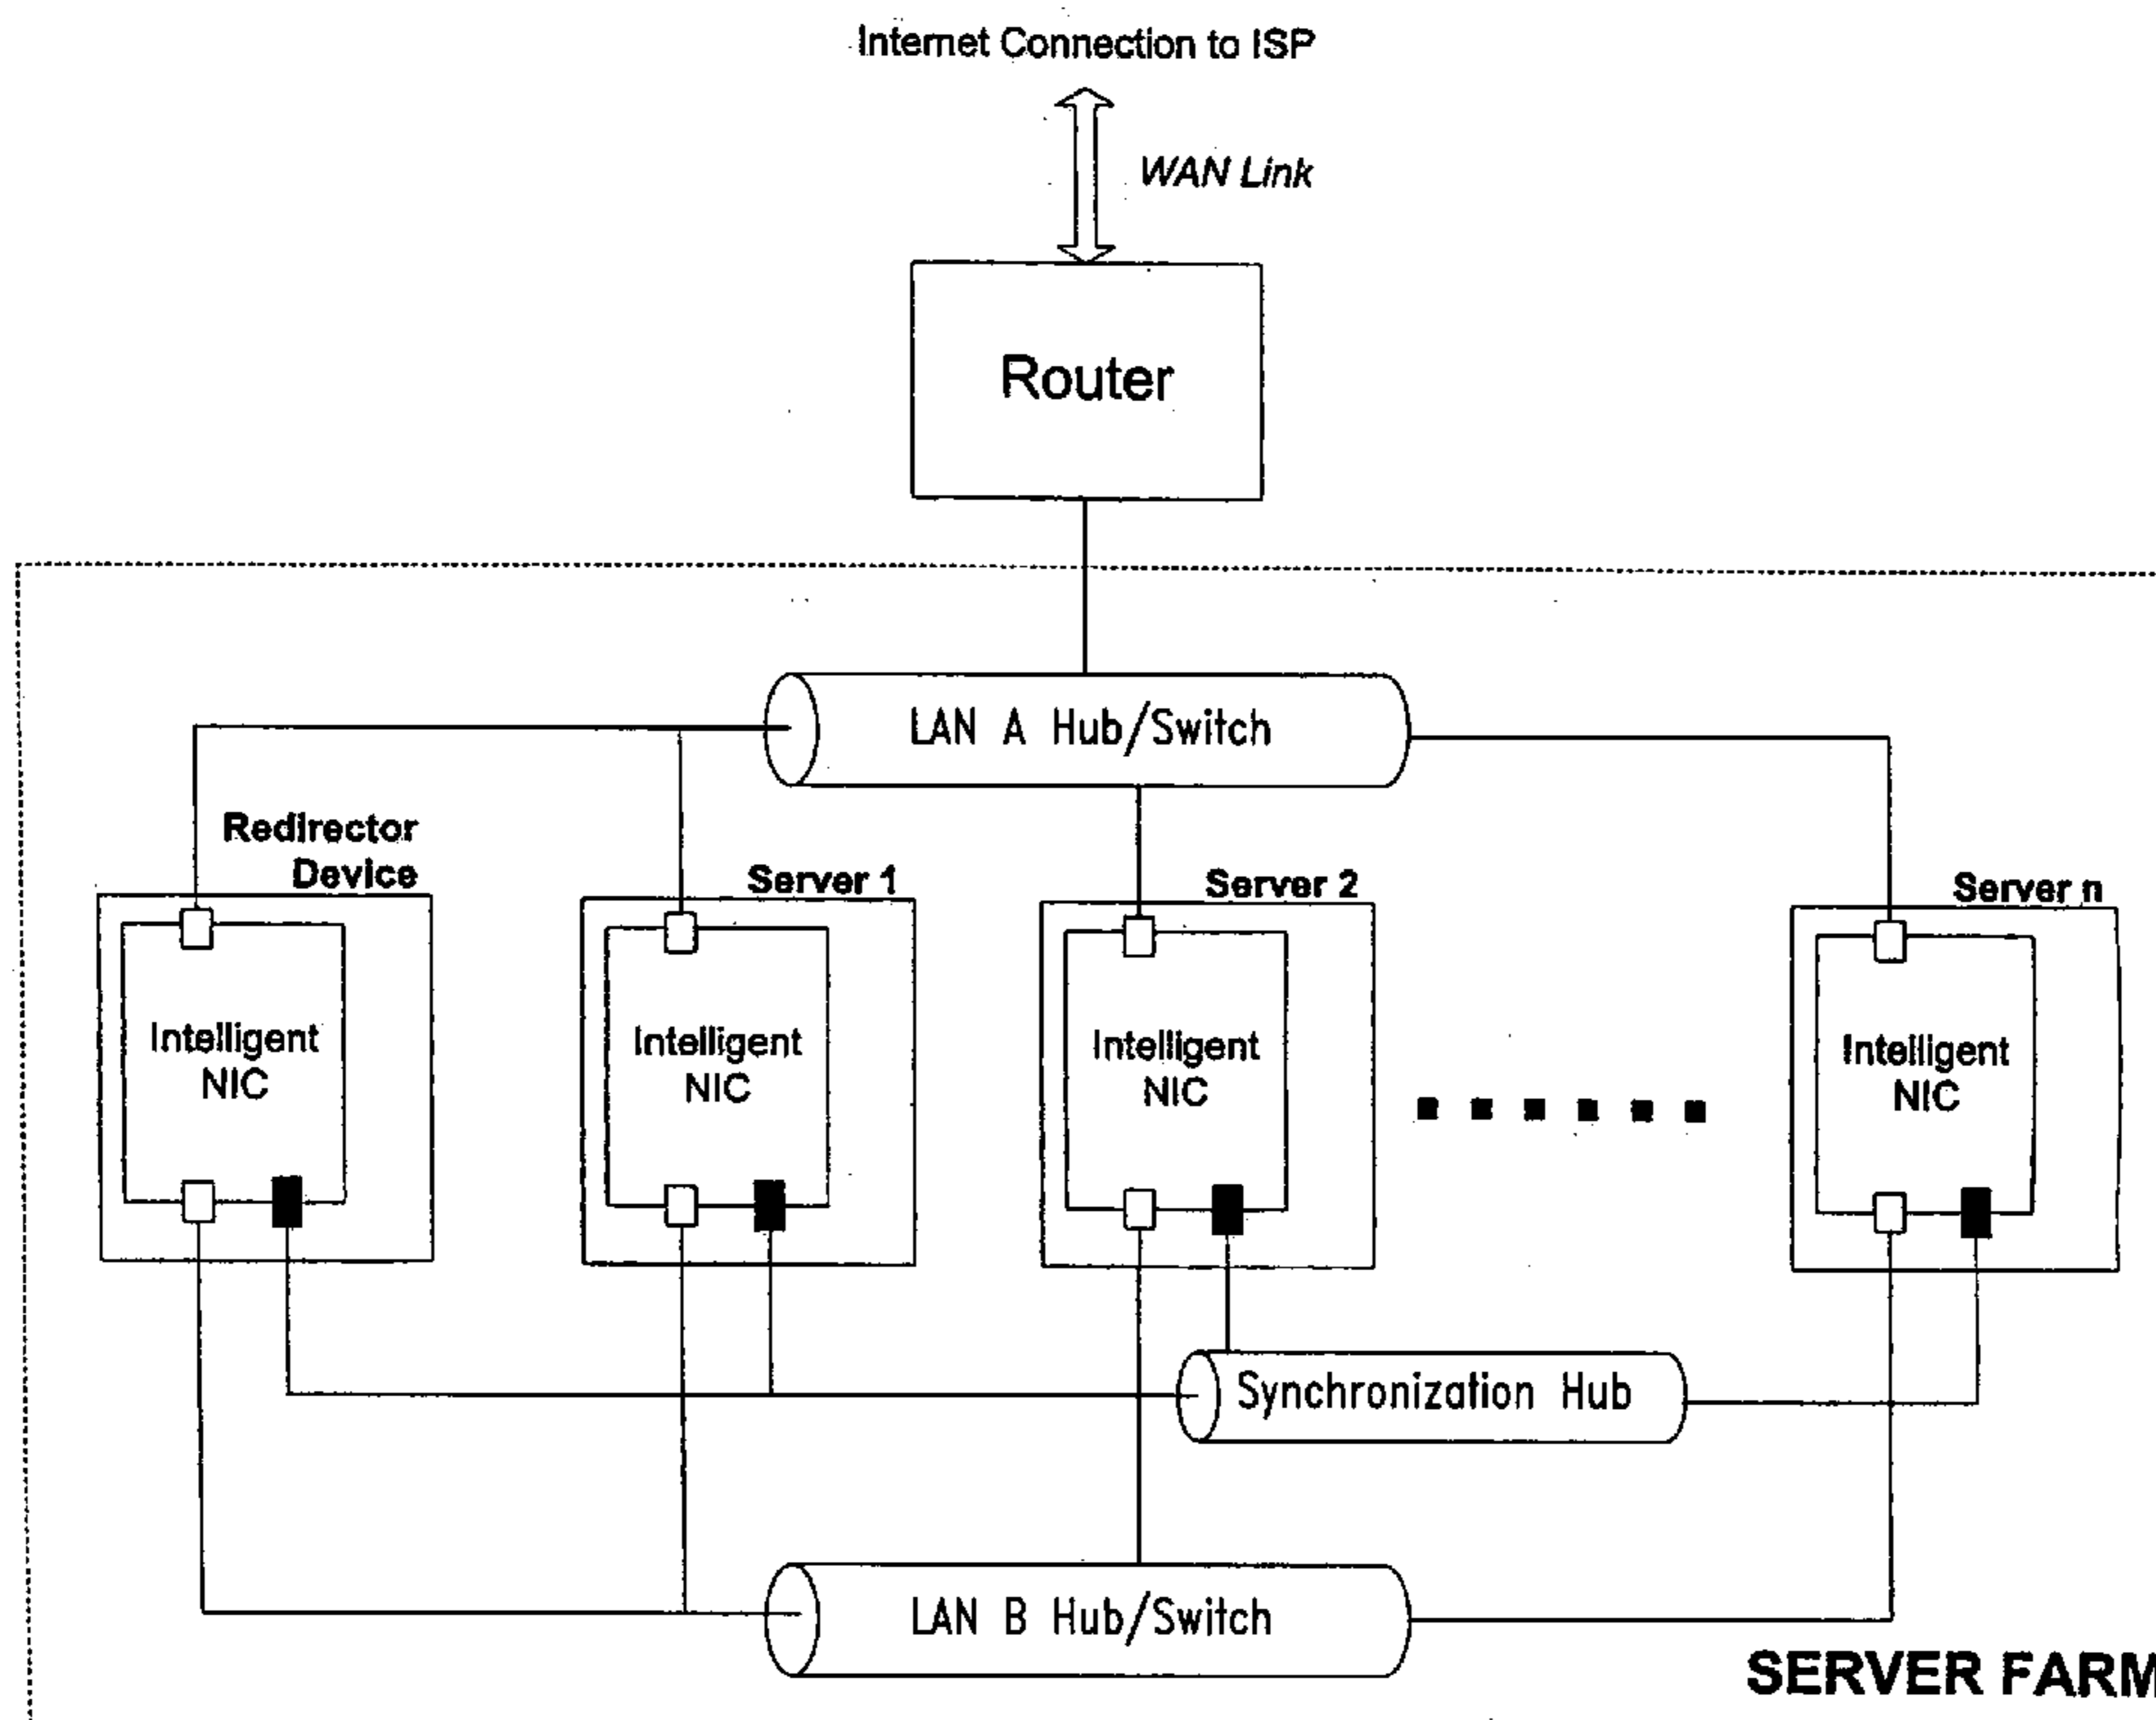 Internet Connection to ISP
WAN Link
Router
LAN A Hub/Switch
Redirector
Device
Server 1
Server 2
Server n
Intelligent
NIC
Intelligent
NIC
Intelligent
NIC
Intelligent
NIC
Synchronization Hub
LAN B Hub/Switch
SERVER FARM